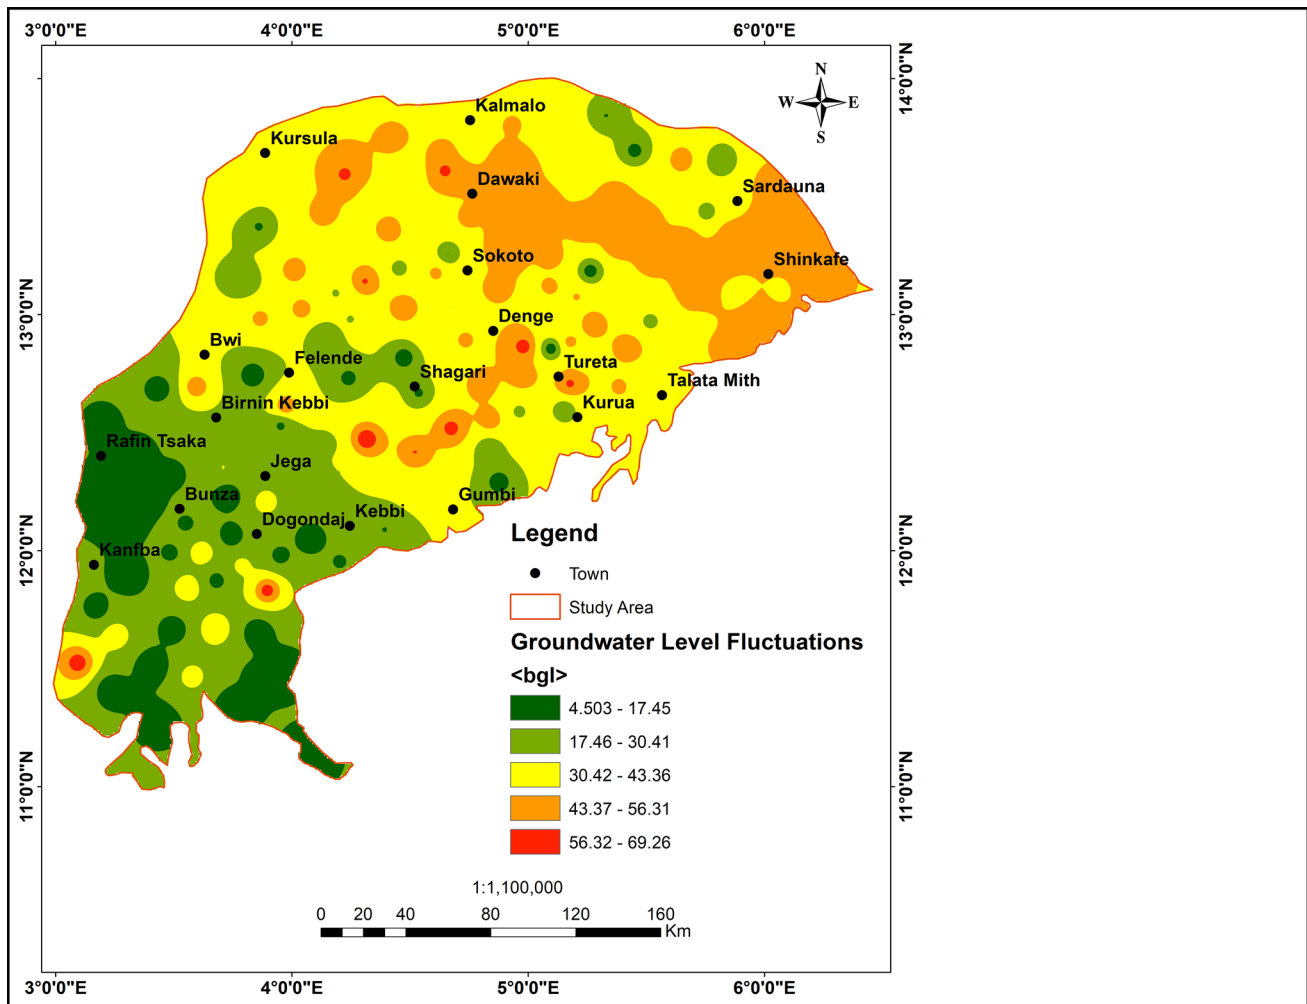 3°0'0"E 4°0'0"E 5°0'0"E 6°0'0"E
14°0'0"N
14°0'0"N
N
W E
S
Kalmalo
Kursula
Dawaki
Sardauna
Sokoto
Shinkafe
13°0'0"N
13°0'0"N
Denge
Bwi
Felende
Tureta
Shagari
Talata Mith
Birnin Kebbi
Kurua
Rafin Tsaka
Jega
Bunza
Gumbi
Kebbi
Dogondaj
Kanfba
12°0'0"N
12°0'0"N
Legend
Town
Study Area
Groundwater Level Fluctuations
<bgl>
4.503 - 17.45
17.46 - 30.41
30.42 - 43.36
43.37 - 56.31
56.32 - 69.26
11°0'0"N
11°0'0"N
1:1,100,000
0 20 40 80 120 160
Km
3°0'0"E 4°0'0"E 5°0'0"E 6°0'0"E